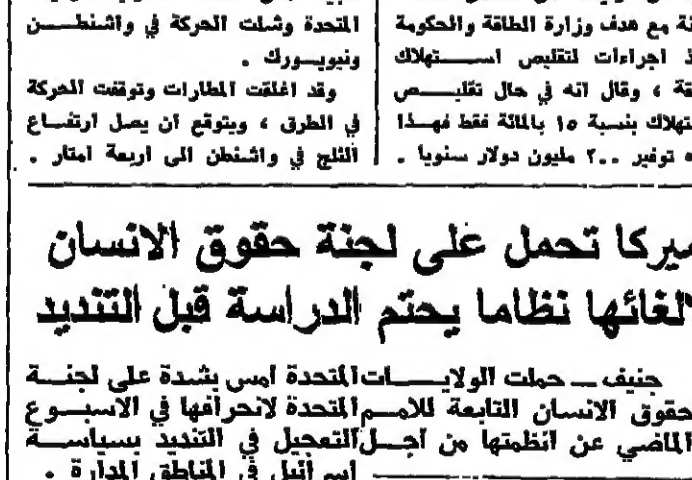 مع هدف وزارة الطاقة والحكومة
اجراءات لتقليص استهلاك
، وقال انه في حال تقليص
بنسبة ١٥ بالمائة فقط فهذا
توفير ٢٠٠ مليون دولار سنويا .
المتحدة وشلت الحركة في واشنطن
ونيويورك .
وقد اغلقت المطارات وتوقفت الحركة
في الطرق ، ويتوقع ان يصل ارتفاع
الثلج في واشنطن الى اربعة امتار .
ميركا تحمل على لجنة حقوق الانسان
لغائها نظاما يحتم الدراسة قبل التنديد
جنيف ــ حملت الولايات
حقوق الانسان التابعة للامم
الماضي عن انظمتها من اجل
المتحدة امس بشدة على لجنة
المتحدة لانحرافها في الاسبوع
التعجيل في التنديد بسياسة
اسرائيل في المناطق المدارة .